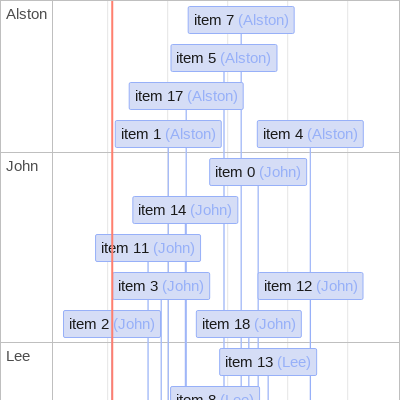 Alston
item 7 (Alston)
item 5 (Alston)
item 17 (Alston)
item 1 (Alston)
item 4 (Alston)
John
item 0 (John)
item 14 (John)
item 11 (John)
item 3 (John)
item 12 (John)
item 2 (John)
item 18 (John)
Lee
item 13 (Lee)
item 8 (Lee)